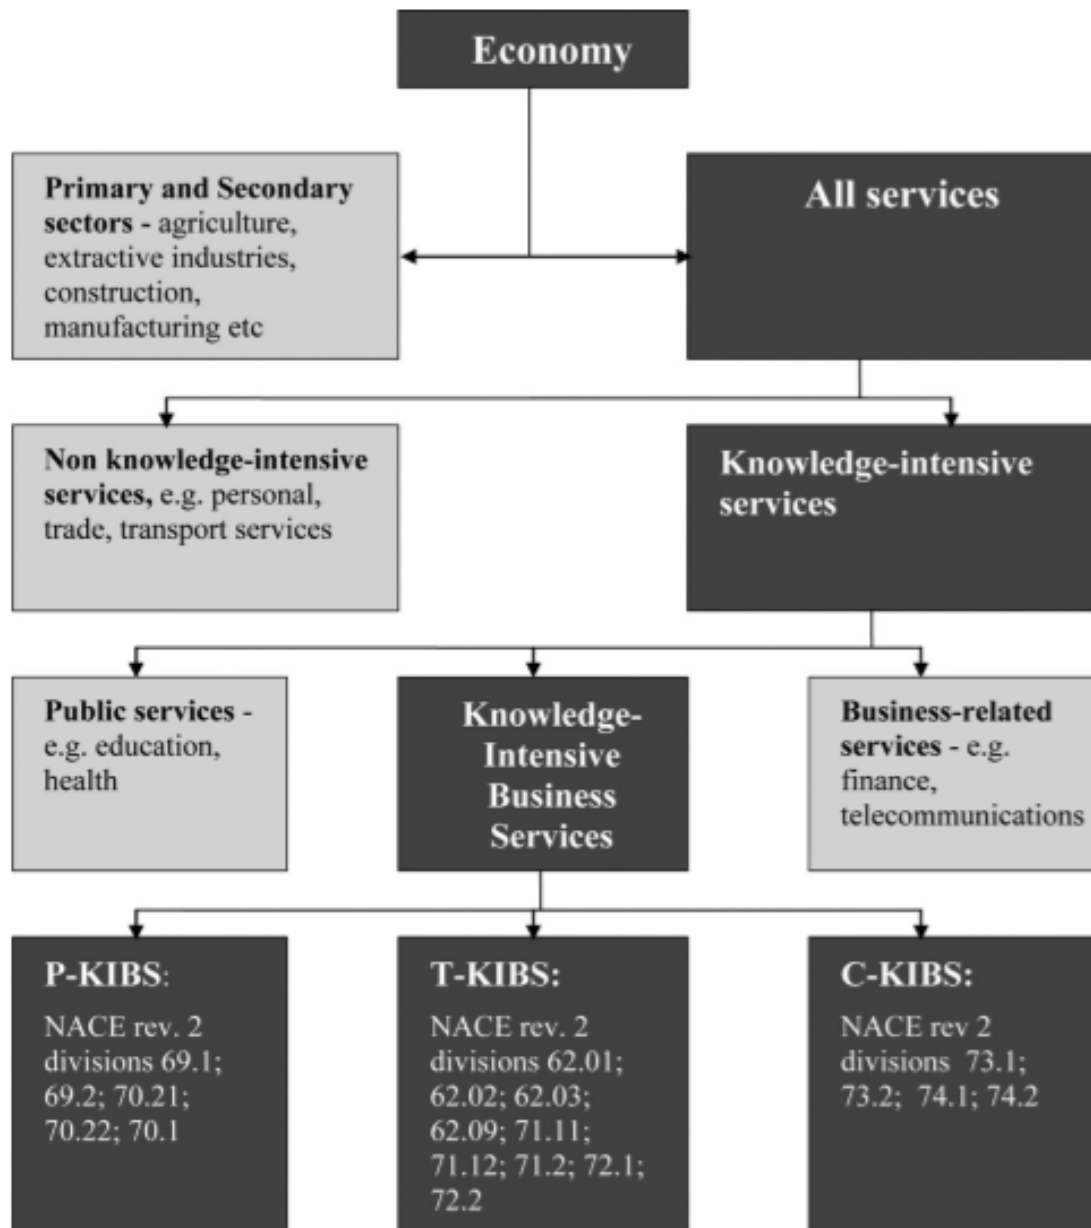 Economy
Primary and Secondary
sectors - agriculture,
extractive industries,
construction,
manufacturing etc
All services
Non knowledge-intensive
services, e.g. personal,
trade, transport services
Knowledge-intensive
services
Public services -
e.g. education,
health
Knowledge-
Intensive
Business
Services
Business-related
services - e.g.
finance,
telecommunications
P-KIBS:
NACE rev. 2
divisions 69.1;
69.2; 70.21;
70.22; 70.1
T-KIBS:
NACE rev. 2
divisions 62.01;
62.02; 62.03;
62.09; 71.11;
71.12; 71.2; 72.1;
72.2
C-KIBS:
NACE rev 2
divisions 73.1;
73.2; 74.1; 74.2